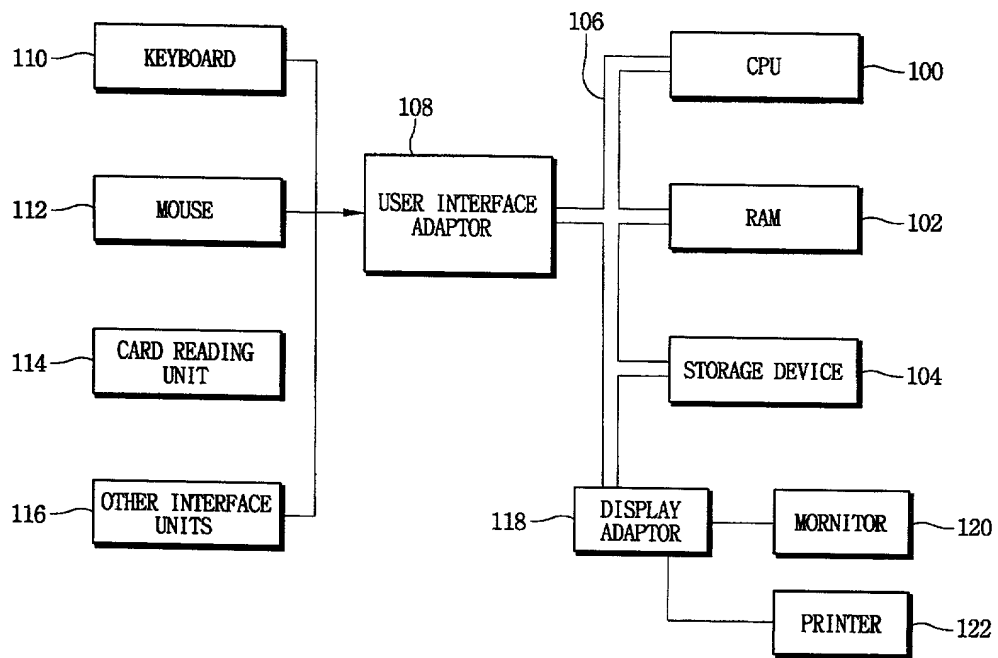 110
KEYBOARD
106
CPU
100
108
112
MOUSE
USER INTERFACE
ADAPTOR
RAM
102
114
CARD READING
UNIT
STORAGE DEVICE
104
116
OTHER INTERFACE
UNITS
118
DISPLAY
ADAPTOR
MORNITOR
120
PRINTER
122